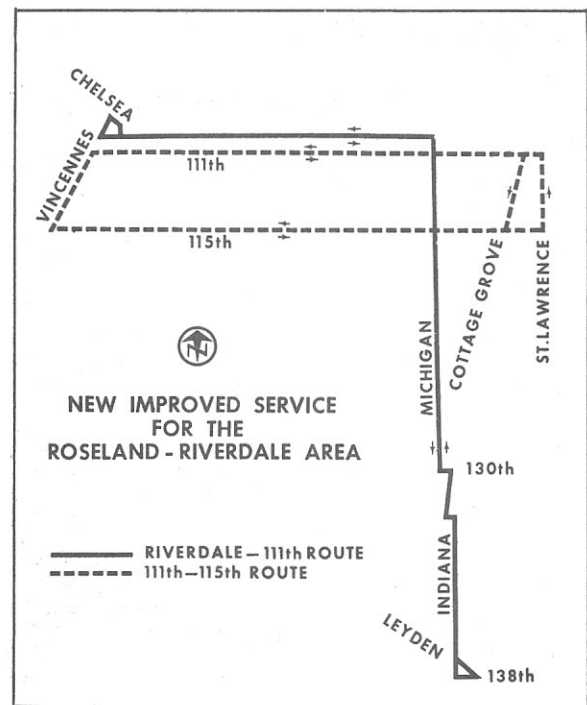 CHELSEA
VINCENNES
111th
115th
COTTAGE GROVE
ST. LAWRENCE
MICHIGAN
N
NEW IMPROVED SERVICE
FOR THE
ROSELAND - RIVERDALE AREA
130th
RIVERDALE — 111th ROUTE
111th — 115th ROUTE
INDIANA
LEYDEN
138th